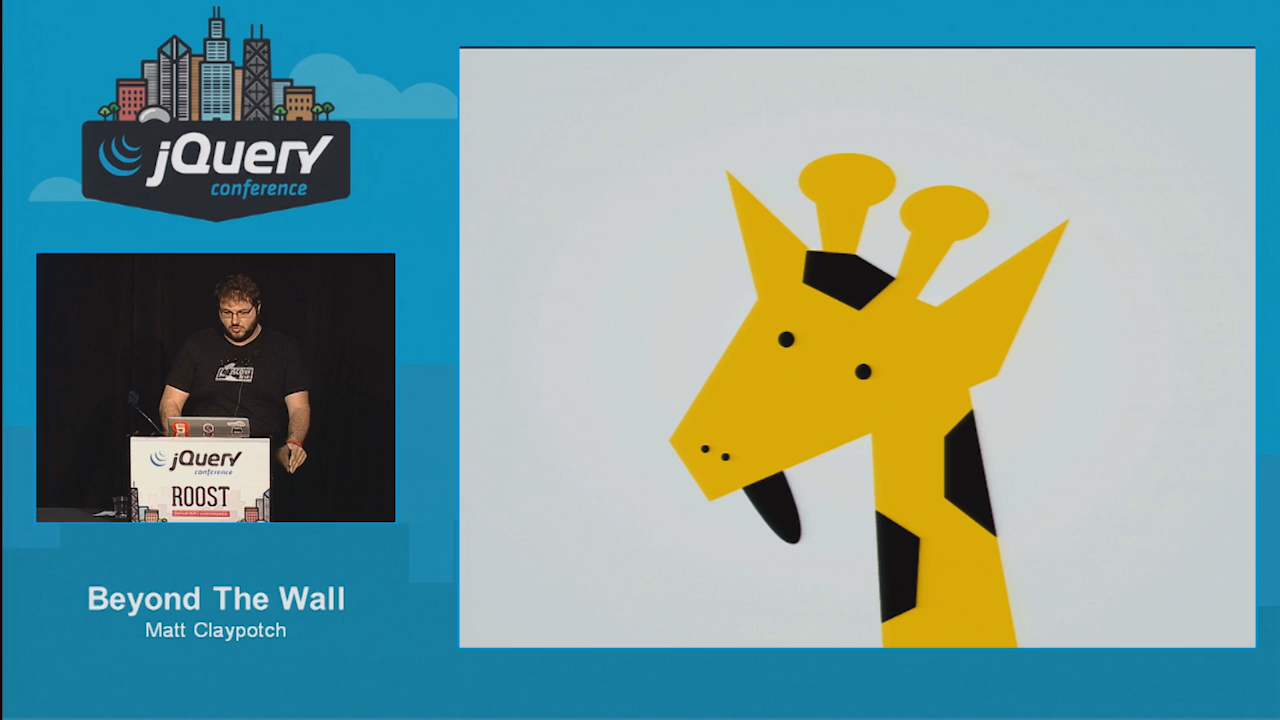 jQuery
conference
jQuery
conference
ROOST
Beyond The Wall
Matt Claypotch